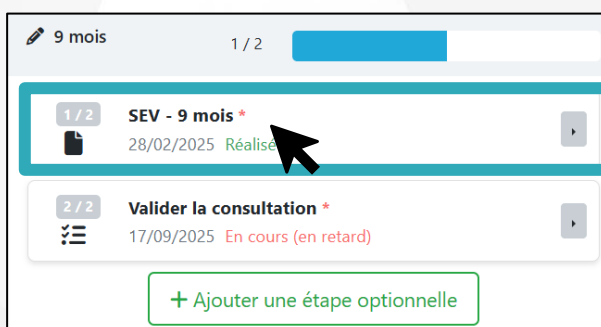 9 mois
1 / 2
1 / 2
SEV - 9 mois *
28/02/2025 Réalisé
2 / 2
Valider la consultation *
17/09/2025 En cours (en retard)
+ Ajouter une étape optionnelle